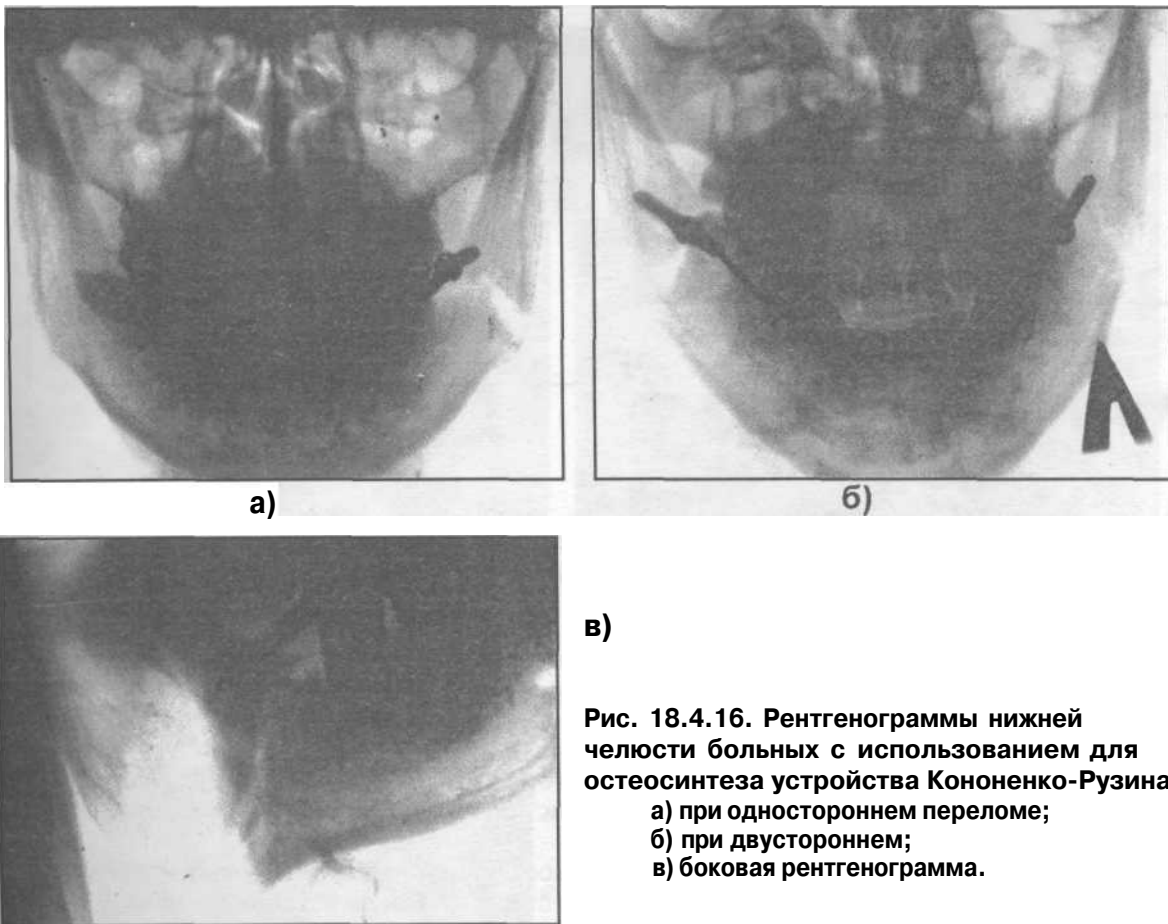 а)
б)
в)
Рис. 18.4.16. Рентгенограммы нижней
челюсти больных с использованием для
остеосинтеза устройства Кононенко-Рузина
а) при одностороннем переломе;
б) при двустороннем;
в) боковая рентгенограмма.